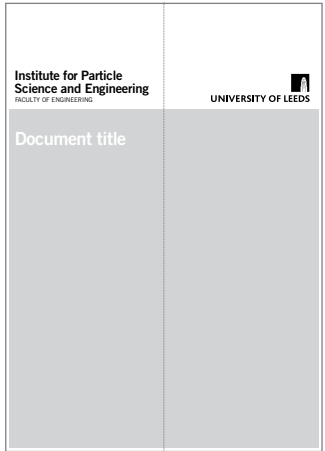 Institute for Particle
Science and Engineering
FACULTY OF ENGINEERING
UNIVERSITY OF LEEDS
Document title